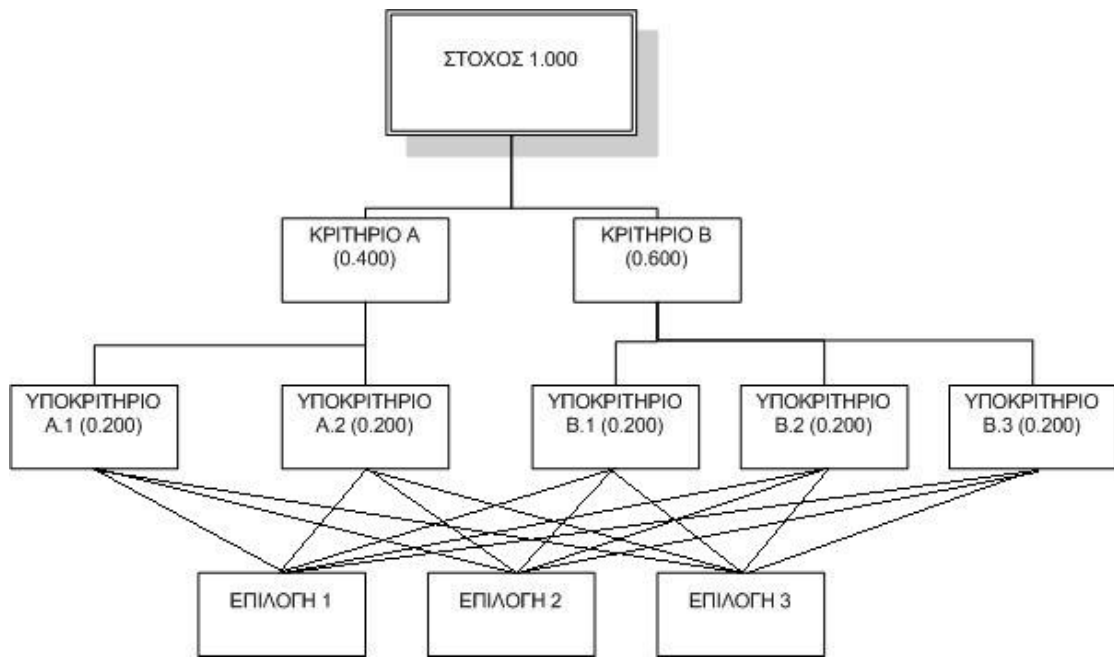 ΣΤΟΧΟΣ 1.000
ΚΡΙΤΗΡΙΟ Α
(0.400)
ΚΡΙΤΗΡΙΟ Β
(0.600)
ΥΠΟΚΡΙΤΗΡΙΟ
Α.1 (0.200)
ΥΠΟΚΡΙΤΗΡΙΟ
Α.2 (0.200)
ΥΠΟΚΡΙΤΗΡΙΟ
Β.1 (0.200)
ΥΠΟΚΡΙΤΗΡΙΟ
Β.2 (0.200)
ΥΠΟΚΡΙΤΗΡΙΟ
Β.3 (0.200)
ΕΠΙΛΟΓΗ 1
ΕΠΙΛΟΓΗ 2
ΕΠΙΛΟΓΗ 3